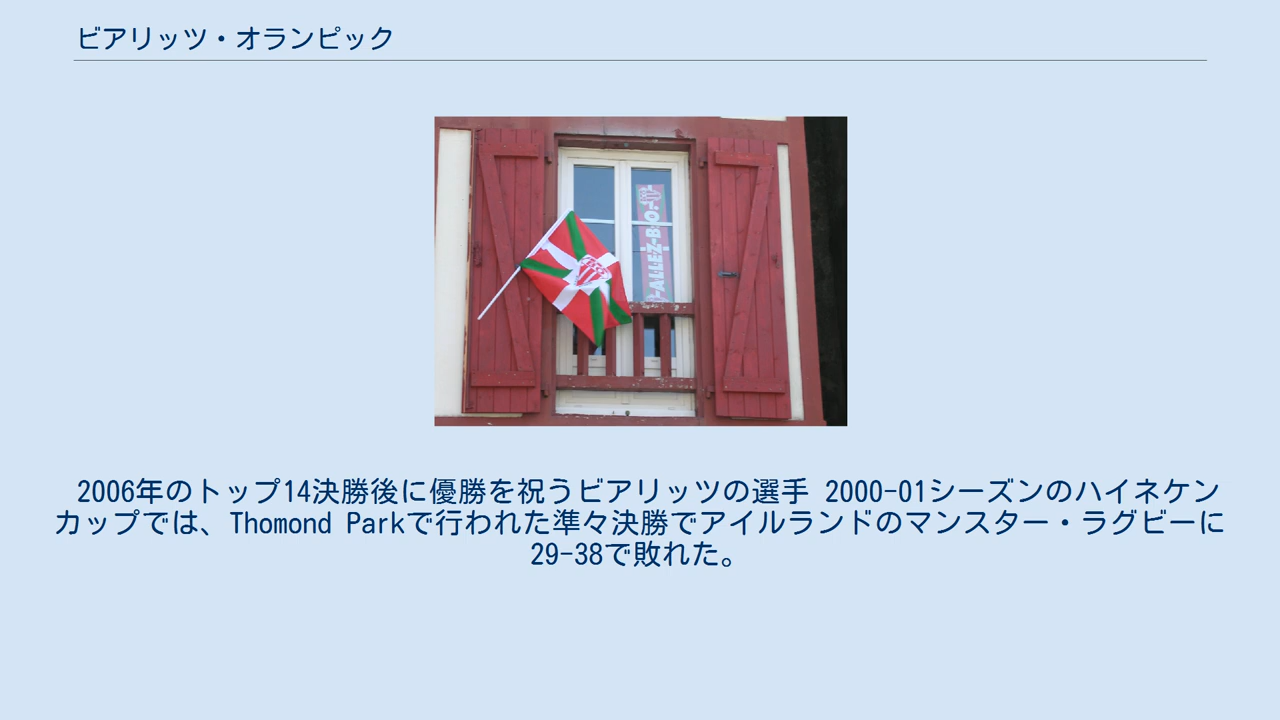 ビアリッツ・オランピック
ALLEZ-B.O
2006年のトップ14決勝後に優勝を祝うビアリッツの選手 2000-01シーズンのハイネケン
カップでは、Thomond Parkで行われた準々決勝でアイルランドのマンスター・ラグビーに
29-38で敗れた。